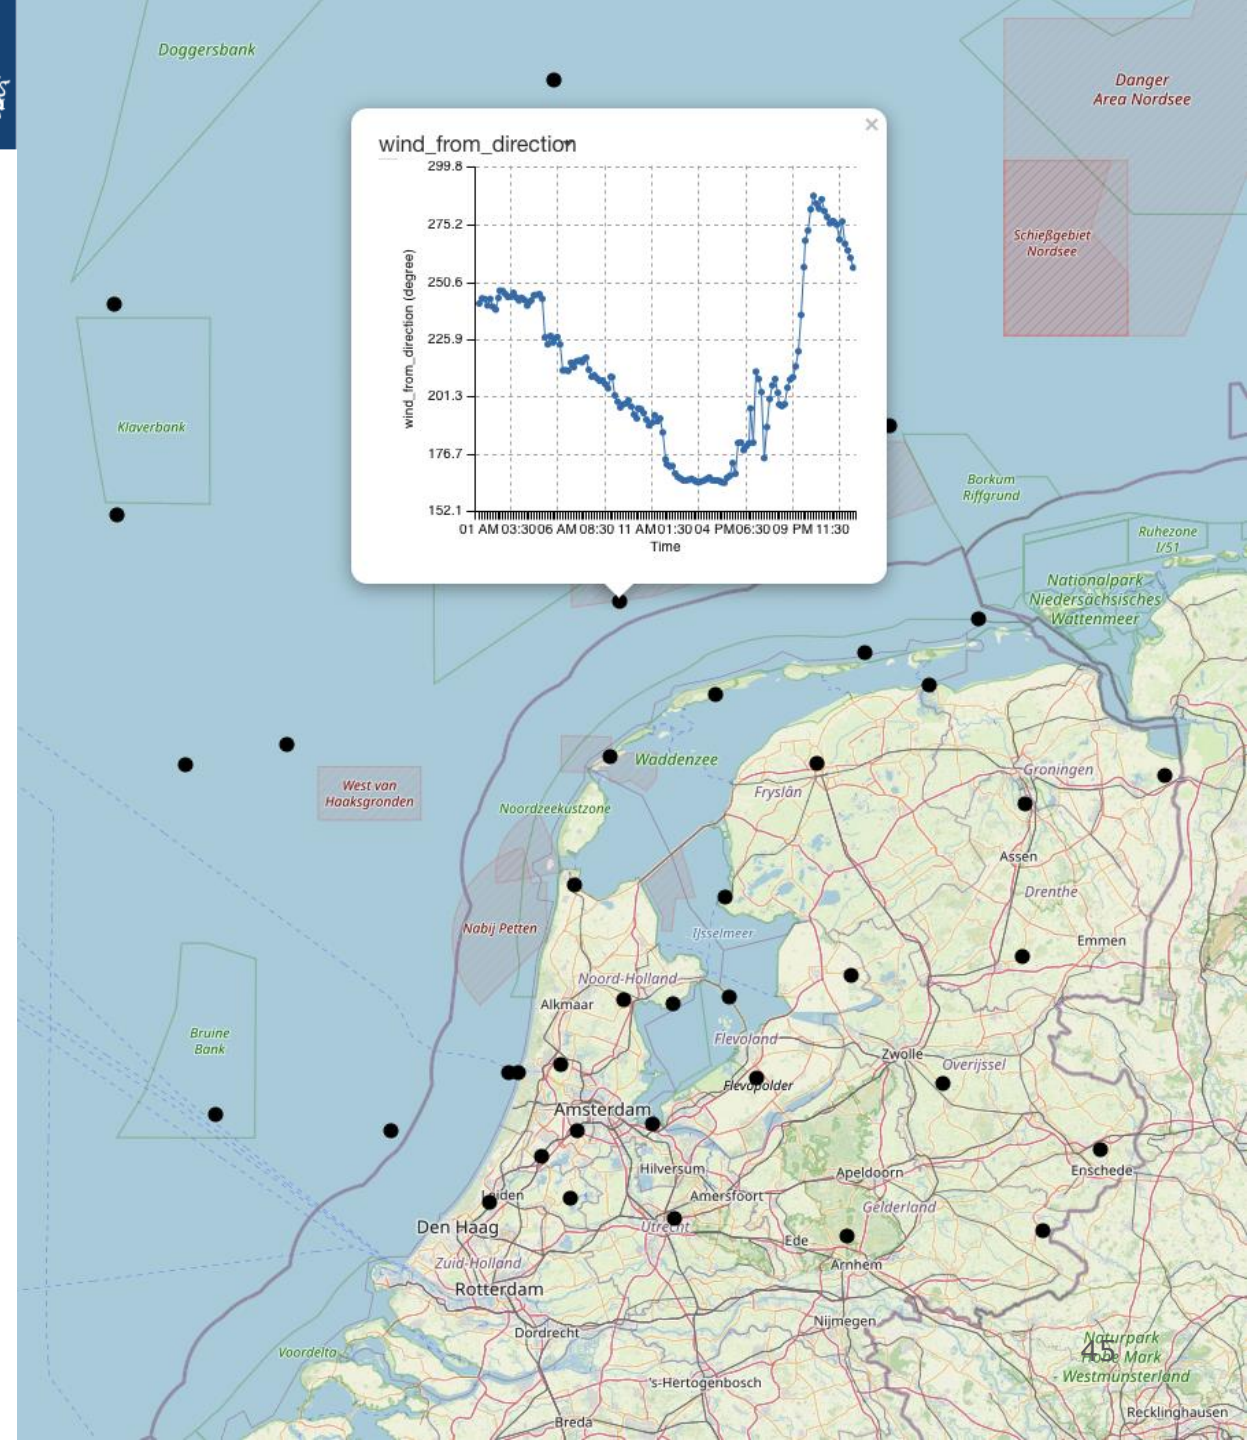 Doggersbank
Danger
Area Nordsee
×
wind_from_direction
299.8
275.2
250.6
225.9
201.3
176.7
152.1
wind_from_direction (degree)
01 AM 03:30 06 AM 08:30 11 AM 01:30 04 PM 06:30 09 PM 11:30
Time
Schießgebiet
Nordsee
Klaverbank
Borkum
Riffgrund
Ruhezone
I/51
Nationalpark
Niedersächsisches
Wattenmeer
Waddenzee
West van
Haaksgronden
Noordzeekustzone
Fryslân
Groningen
Assen
Drenthe
Nabij Petten
IJsselmeer
Emmen
Noord-Holland
Alkmaar
Bruine
Bank
Flevoland
Zwolle
Overijssel
Flevopolder
Amsterdam
Hilversum
Apeldoorn
Enschede
Leiden
Amersfoort
Gelderland
Den Haag
Utrecht
Ede
Zuid-Holland
Arnhem
Rotterdam
Nijmegen
Dordrecht
Voordelta
Naturpark
Hohe Mark
- Westmünsterland
45
's-Hertogenbosch
Recklinghausen
Breda